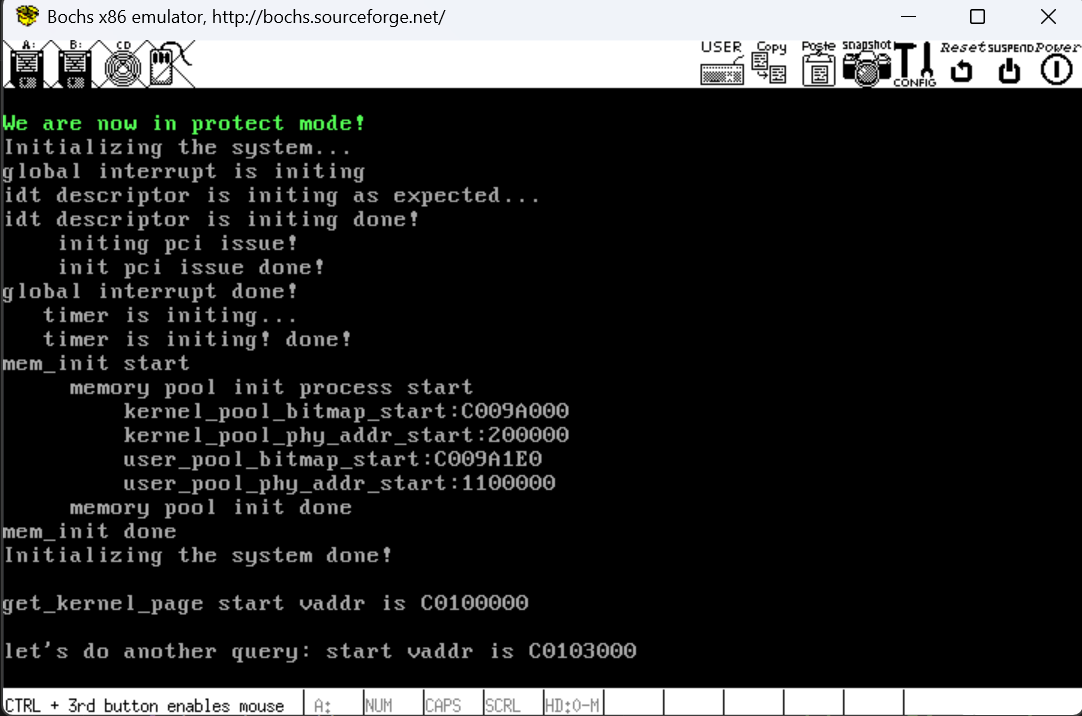 Bochs x86 emulator, http://bochs.sourceforge.net/
A: B: CD USER Copy Paste snapshot CONFIG Reset SUSPEND Power
We are now in protect mode!
Initializing the system...
global interrupt is initing
idt descriptor is initing as expected...
idt descriptor is initing done!
initing pci issue!
init pci issue done!
global interrupt done!
timer is initing...
timer is initing! done!
mem_init start
memory pool init process start
kernel_pool_bitmap_start:C009A000
kernel_pool_phy_addr_start:200000
user_pool_bitmap_start:C009A1E0
user_pool_phy_addr_start:1100000
memory pool init done
mem_init done
Initializing the system done!
get_kernel_page start vaddr is C0100000
let's do another query: start vaddr is C0103000
CTRL + 3rd button enables mouse A: NUM CAPS SCRL HD:0-M